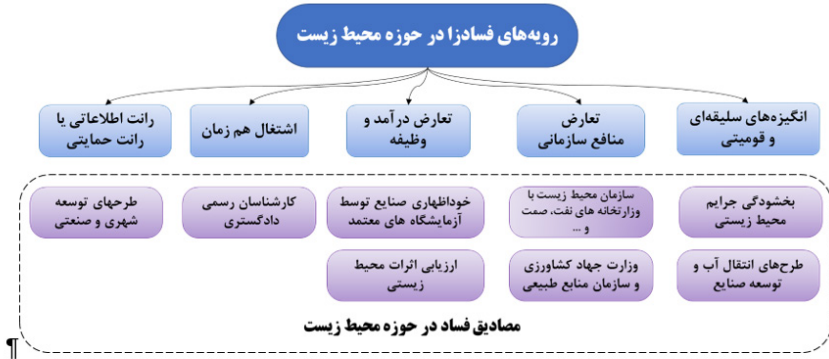 رویه‌های فسادزا در حوزه محیط زیست
انگیزه‌های سلیقه‌ای
و قومیتی
تعارض
منافع سازمانی
تعارض درآمد و
وظیفه
اشتغال هم زمان
رانت اطلاعاتی یا
رانت حمایتی
بخشودگی جرایم
محیط زیستی
سازمان محیط زیست با
وزارتخانه های نفت، صمت
و ...
خوداظهاری صنایع توسط
آزمایشگاه های معتمد
کارشناسان رسمی
دادگستری
طرحهای توسعه
شهری و صنعتی
طرح‌های انتقال آب و
توسعه صنایع
وزارت جهاد کشاورزی
و سازمان منابع طبیعی
ارزیابی اثرات محیط
زیستی
مصادیق فساد در حوزه محیط زیست
¶